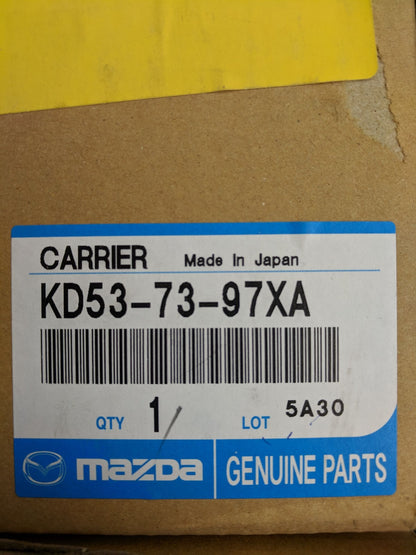 CARRIER Made In Japan
KD53-73-97XA
QTY 1 LOT 5A30
mazda GENUINE PARTS